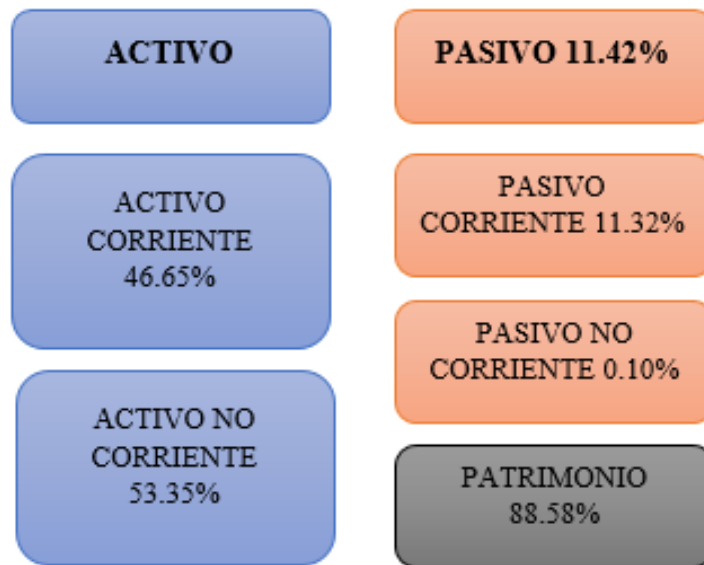 ACTIVO
ACTIVO
CORRIENTE
46.65%
ACTIVO NO
CORRIENTE
53.35%
PASIVO 11.42%
PASIVO
CORRIENTE 11.32%
PASIVO NO
CORRIENTE 0.10%
PATRIMONIO
88.58%